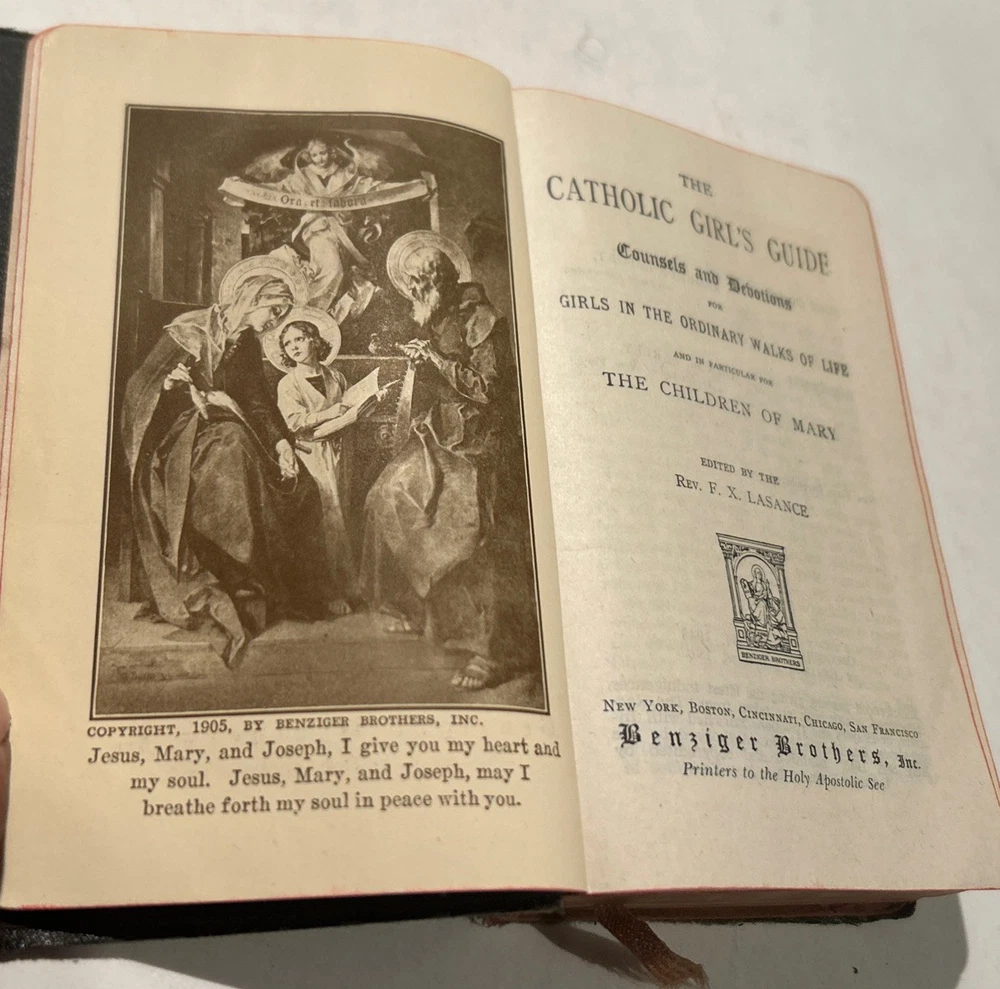 Ora et labora
COPYRIGHT, 1905, BY BENZIGER BROTHERS, INC.
Jesus, Mary, and Joseph, I give you my heart and
my soul. Jesus, Mary, and Joseph, may I
breathe forth my soul in peace with you.
THE
CATHOLIC GIRL'S GUIDE
Counsels and Devotions
FOR
GIRLS IN THE ORDINARY WALKS OF LIFE
AND IN PARTICULAR FOR
THE CHILDREN OF MARY
EDITED BY THE
REV. F. X. LASANCE
BENZIGER BROTHERS
NEW YORK, BOSTON, CINCINNATI, CHICAGO, SAN FRANCISCO
Benziger Brothers, Inc.
Printers to the Holy Apostolic See